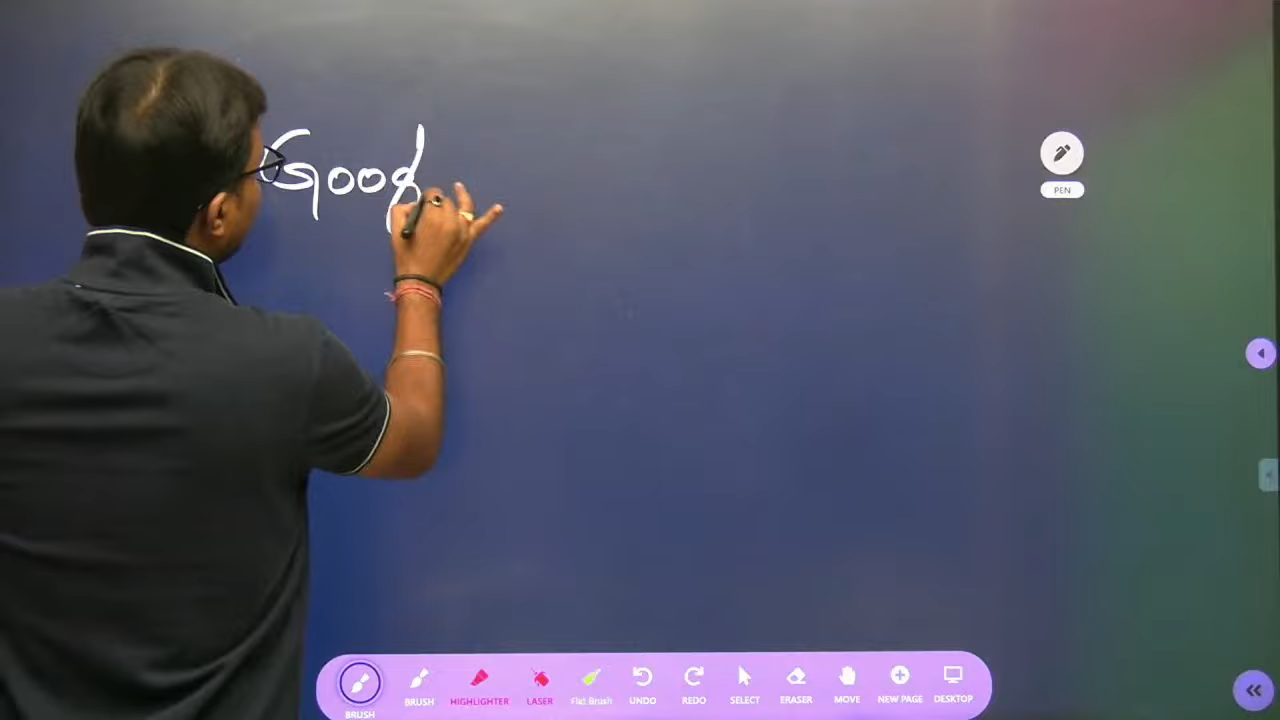 Good
PEN
BRUSH
BRUSH
HIGHLIGHTER
LASER
Flat Brush
UNDO
REDO
SELECT
ERASER
MOVE
NEW PAGE
DESKTOP